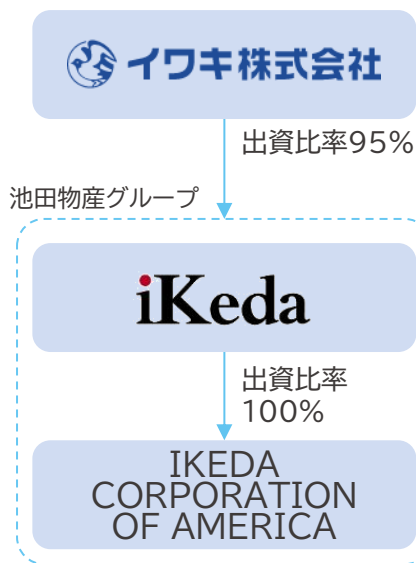 イワキ株式会社
出資比率95%
池田物産グループ
iKeda
出資比率
100%
IKEDA
CORPORATION
OF AMERICA